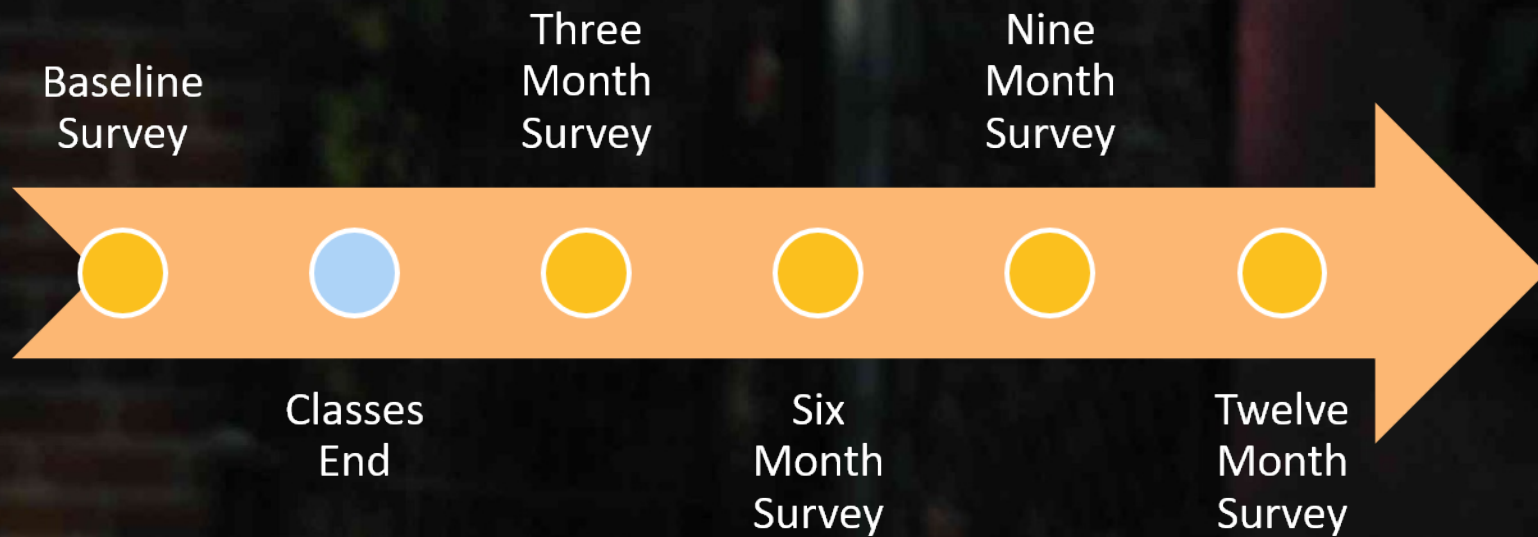 Baseline
Survey
Classes
End
Three
Month
Survey
Six
Month
Survey
Nine
Month
Survey
Twelve
Month
Survey